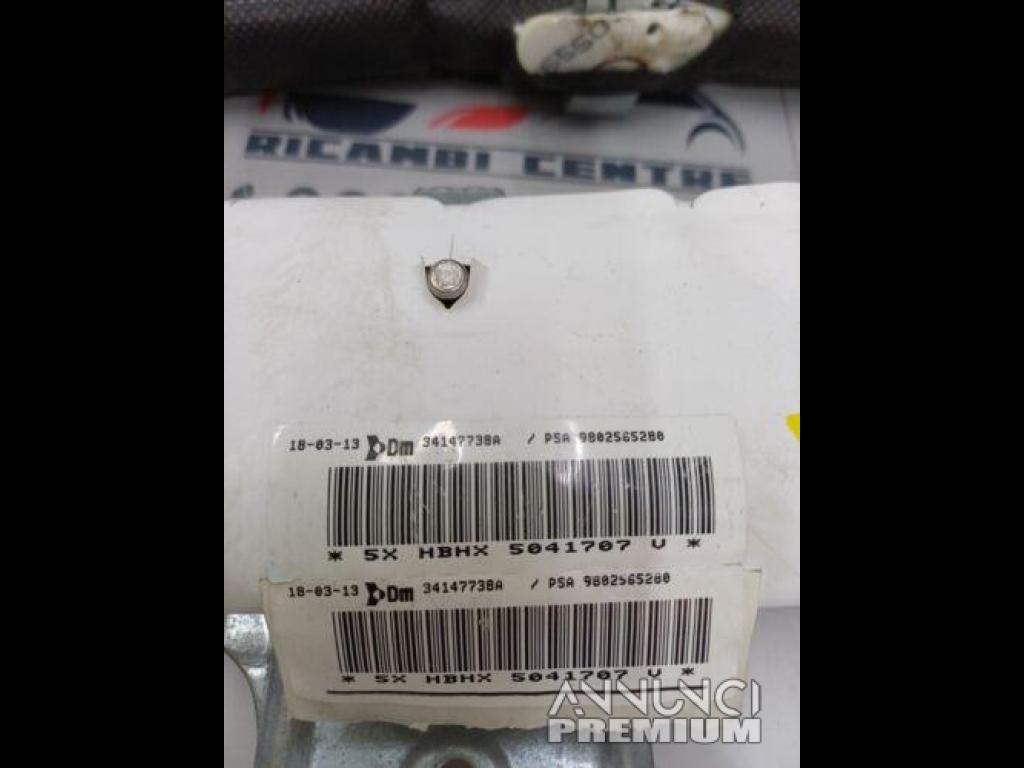 RICAMBI CENTRE
18-03-13 Dm 34147738A / PSA 9802565280
* 5X HBHX 5041707 V *
18-03-13 Dm 34147738A / PSA 9802565280
* 5X HBHX 5041707 V *
ANNUNCI
PREMIUM